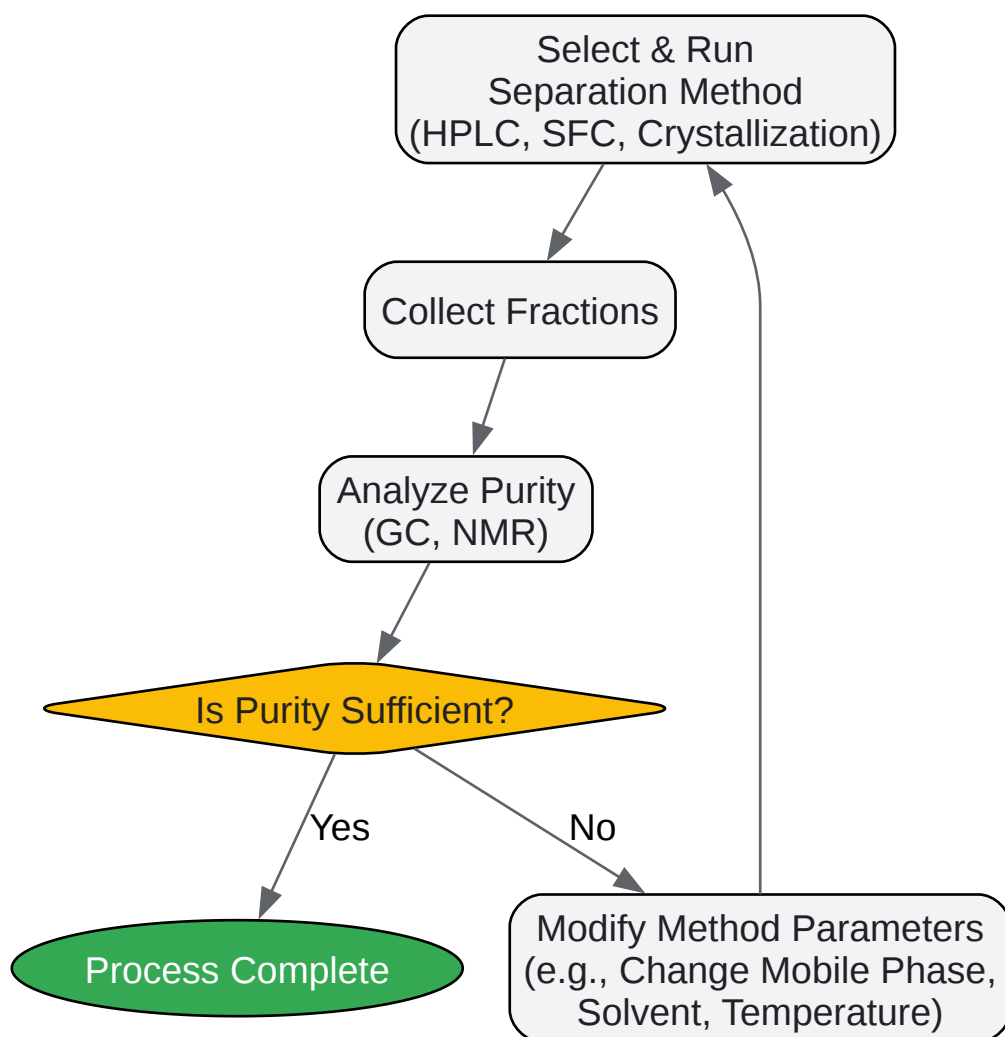 Select & Run
Separation Method
(HPLC, SFC, Crystallization)
Collect Fractions
Analyze Purity
(GC, NMR)
Is Purity Sufficient?
Yes
No
Process Complete
Modify Method Parameters
(e.g., Change Mobile Phase,
Solvent, Temperature)